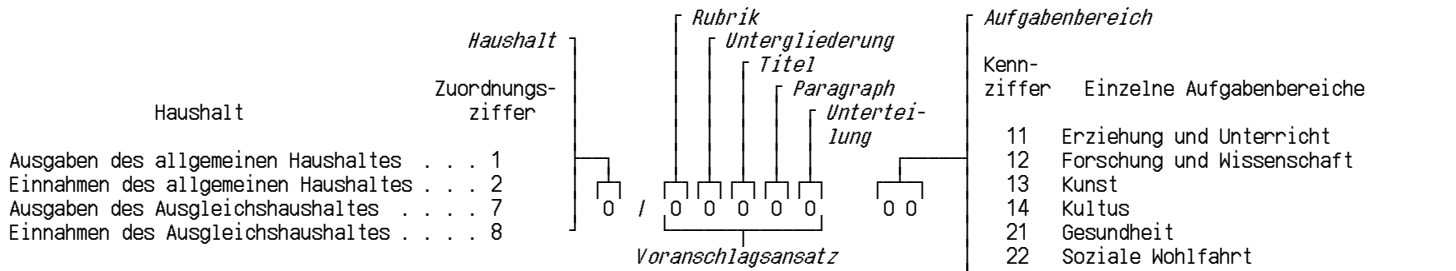 Rubrik
Aufgabenbereich
Haushalt
Untergliederung
Titel
Kenn-
Zuordnungs-
Paragraph
ziffer Einzelne Aufgabenbereiche
Haushalt ziffer
Untertei-
lung
11 Erziehung und Unterricht
Ausgaben des allgemeinen Haushaltes . . . 1
12 Forschung und Wissenschaft
Einnahmen des allgemeinen Haushaltes . . . 2
13 Kunst
Ausgaben des Ausgleichshaushaltes . . . . 7
0 / 0 0 0 0 0 0 0
14 Kultus
Einnahmen des Ausgleichshaushaltes . . . . 8
21 Gesundheit
Voranschlagsansatz
22 Soziale Wohlfahrt